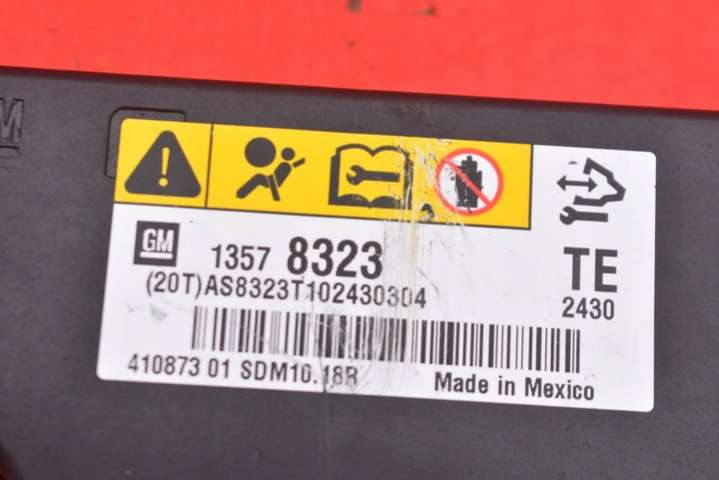 GM
1357 8323
TE
(20T)AS8323T102430304
2430
410873 01 SDM10.18R
Made in Mexico